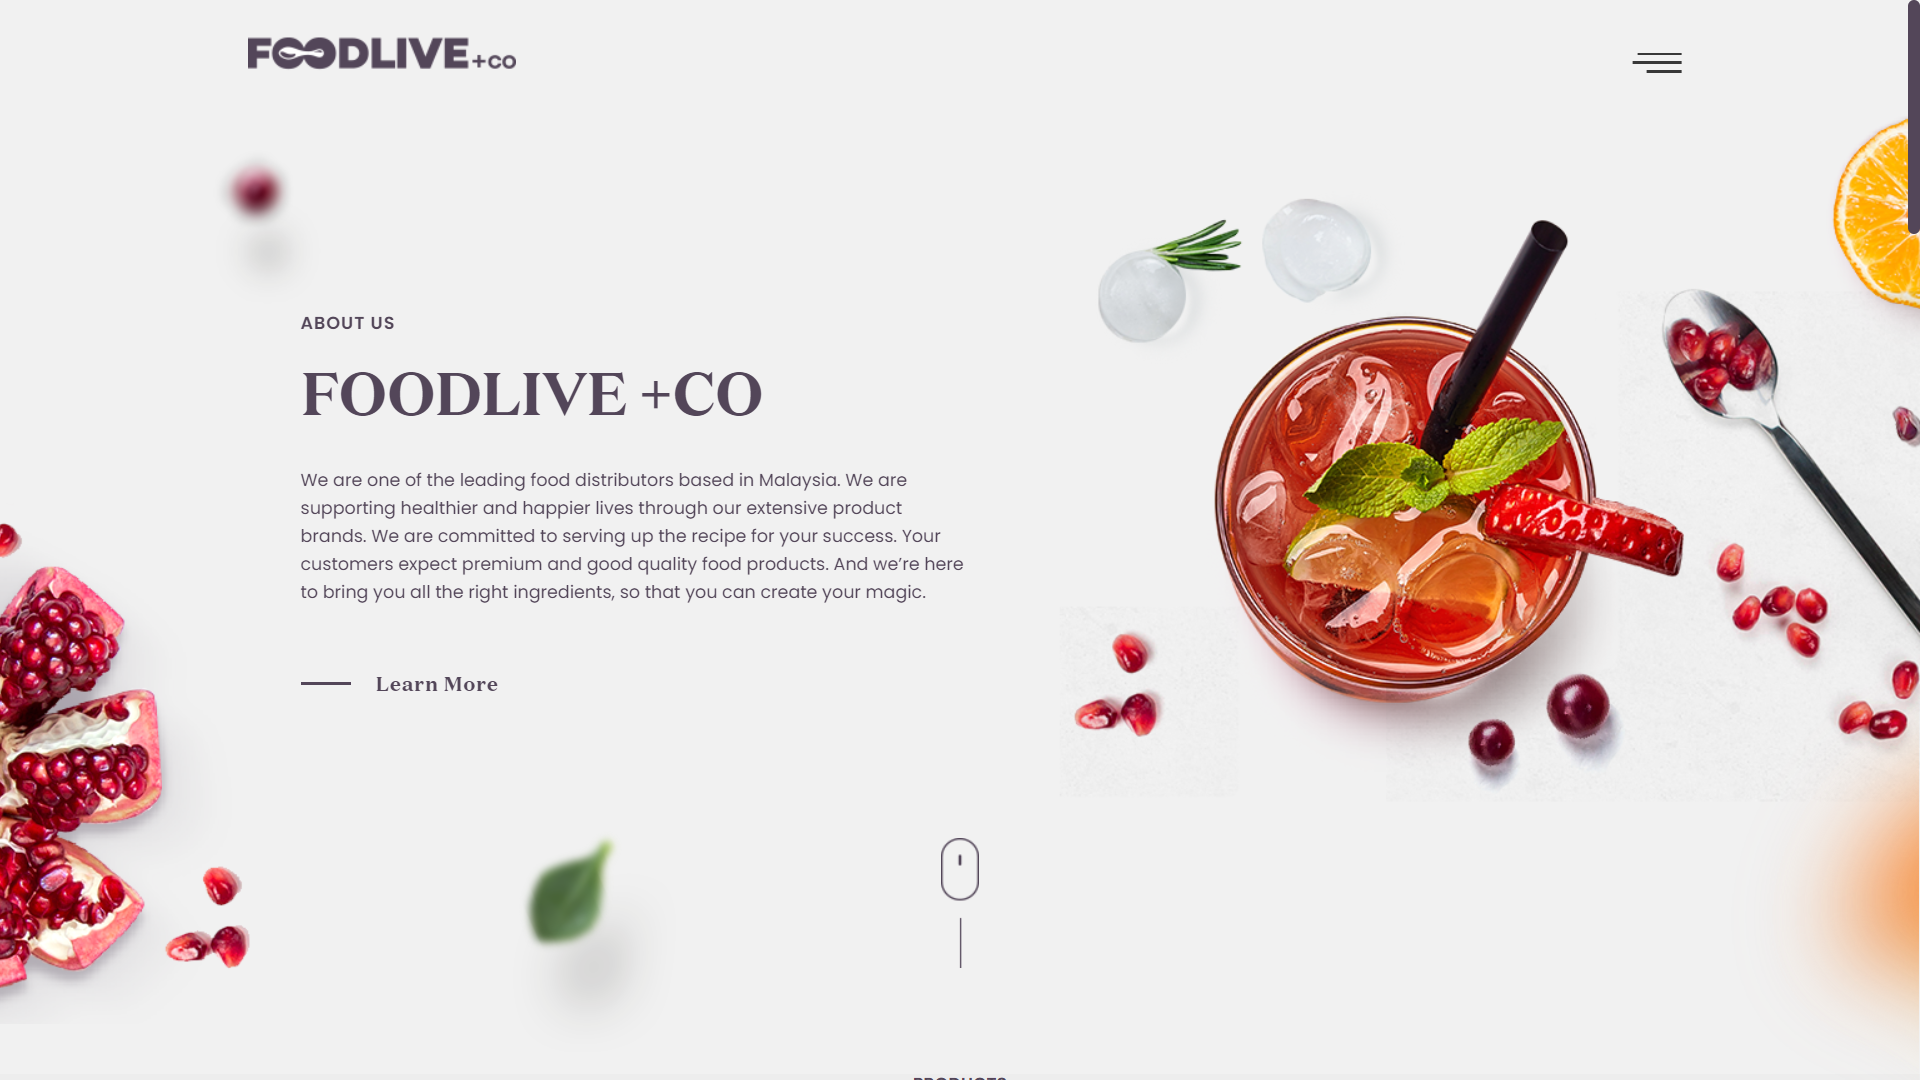 FOODLIVE +CO
ABOUT US
FOODLIVE +CO
We are one of the leading food distributors based in Malaysia. We are
supporting healthier and happier lives through our extensive product
brands. We are committed to serving up the recipe for your success. Your
customers expect premium and good quality food products. And we’re here
to bring you all the right ingredients, so that you can create your magic.
Learn More
PRODUCTS